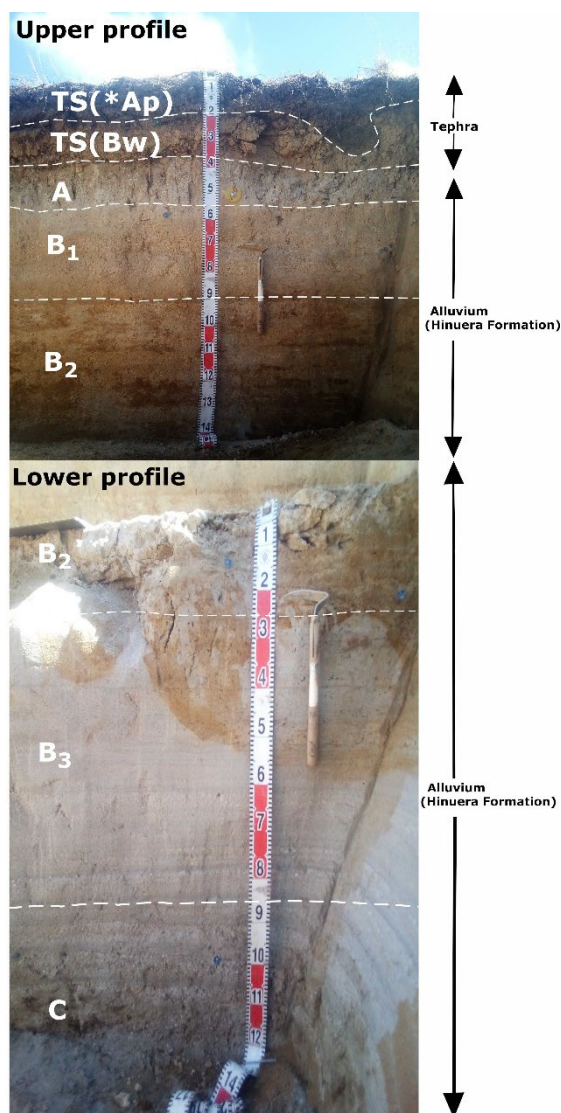 Upper profile
TS(*Ap)
TS(Bw)
A
B1
B2
1
2
3
4
5
6
7
8
9
10
11
12
13
14
Tephra
Alluvium
(Hinuera Formation)
Lower profile
B2
B3
C
1
2
3
4
5
6
7
8
9
10
11
12
14
Alluvium
(Hinuera Formation)